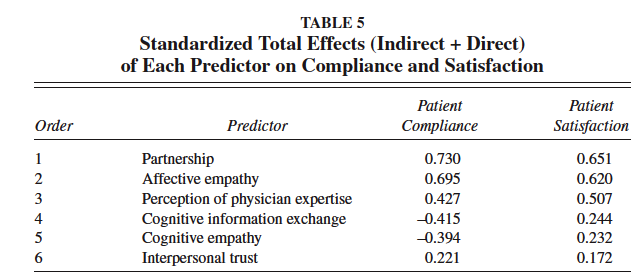 TABLE 5
Standardized Total Effects (Indirect + Direct)
of Each Predictor on Compliance and Satisfaction
Patient Patient
Order Predictor Compliance Satisfaction
1 Partnership 0.730 0.651
2 Affective empathy 0.695 0.620
3 Perception of physician expertise 0.427 0.507
4 Cognitive information exchange –0.415 0.244
5 Cognitive empathy –0.394 0.232
6 Interpersonal trust 0.221 0.172